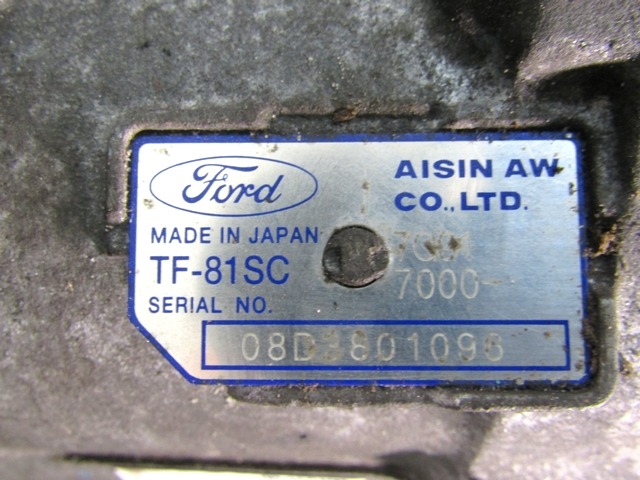 Ford
AISIN AW
CO., LTD.
MADE IN JAPAN
TF-81SC
7000-
SERIAL NO.